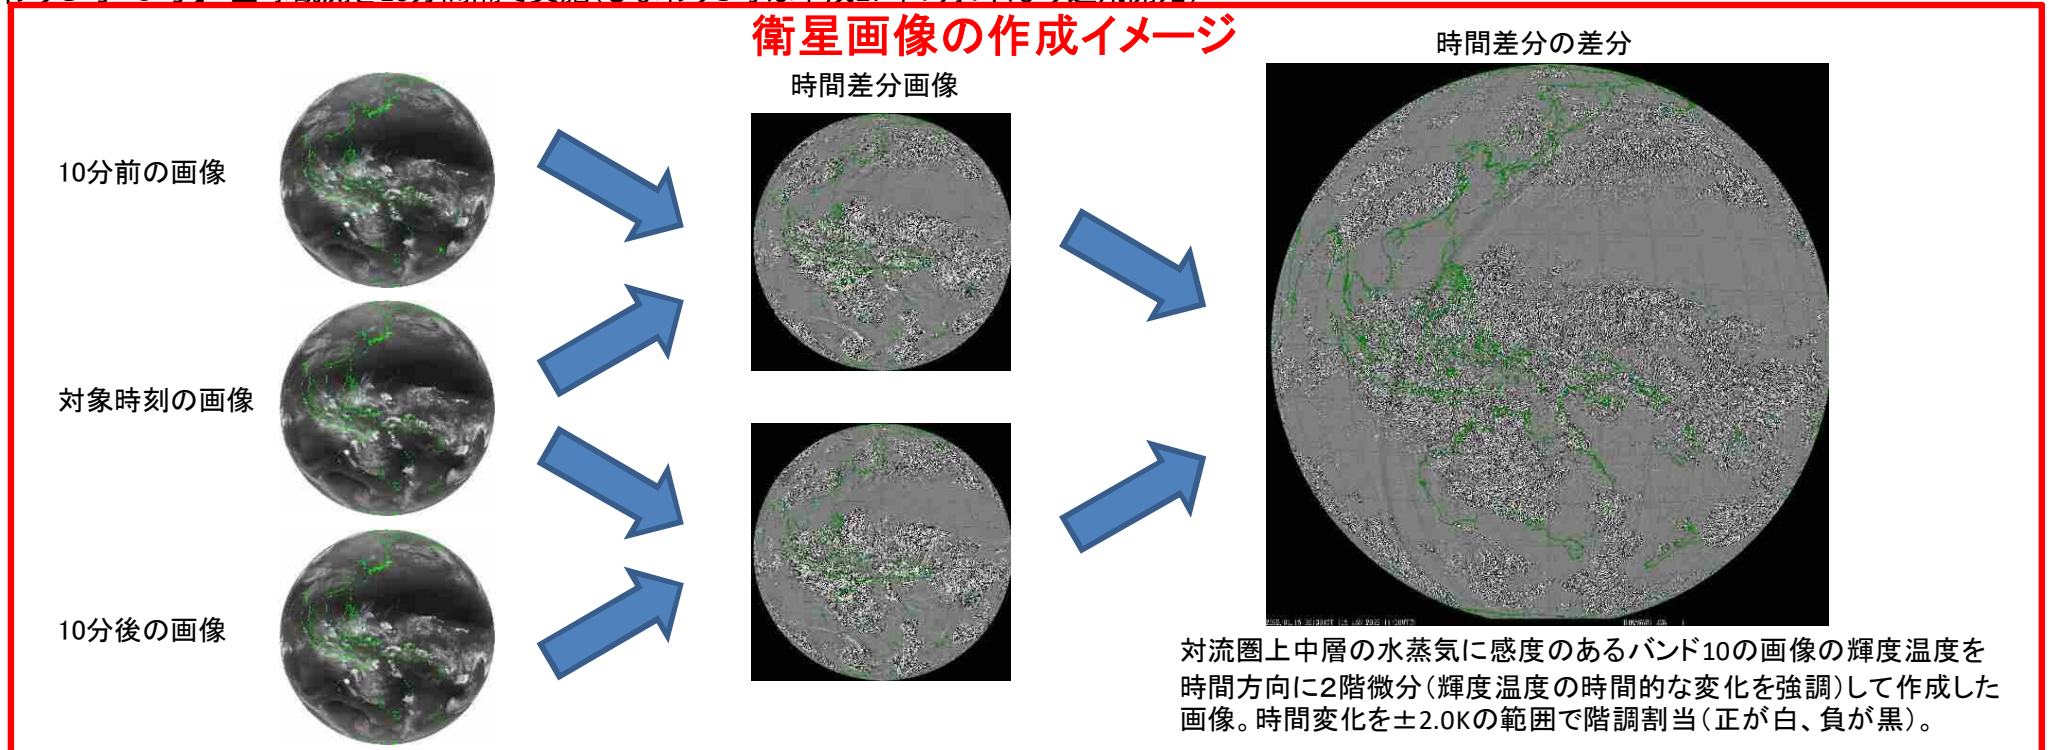 衛星画像の作成イメージ
時間差分の差分
時間差分画像
10分前の画像
対象時刻の画像
10分後の画像
対流圏上中層の水蒸気に感度のあるバンド10の画像の輝度温度を
時間方向に2階微分(輝度温度の時間的な変化を強調)して作成した
画像。時間変化を±2.0Kの範囲で階調割当(正が白、負が黒)。